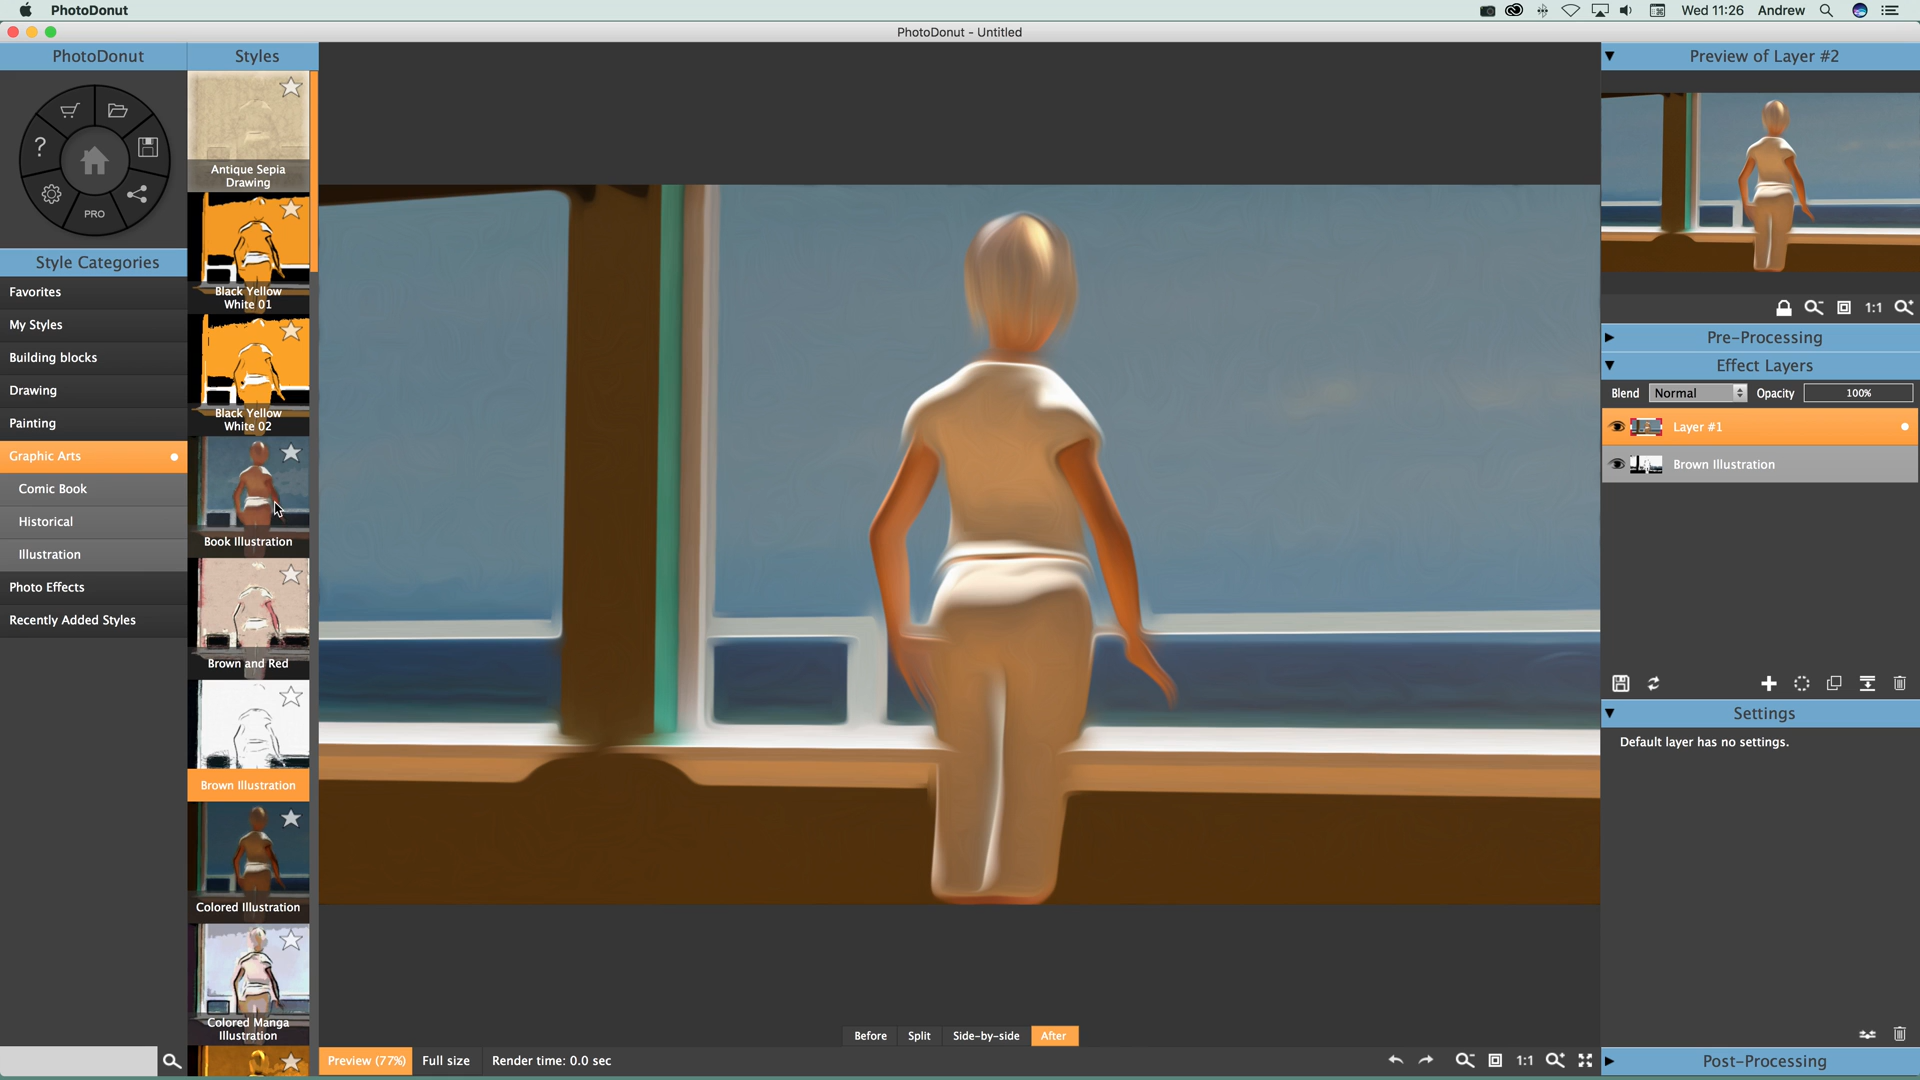 PhotoDonut
Wed 11:26
Andrew
PhotoDonut - Untitled
PhotoDonut
Styles
Preview of Layer #2
?
PRO
Style Categories
Favorites
My Styles
Building blocks
Drawing
Painting
Graphic Arts
Comic Book
Historical
Illustration
Photo Effects
Recently Added Styles
Antique Sepia
Drawing
Black Yellow
White 01
Black Yellow
White 02
Book Illustration
Brown and Red
Brown Illustration
Colored Illustration
Colored Manga
Illustration
1:1
Pre-Processing
Effect Layers
Blend
Normal
Opacity
100%
Layer #1
Brown Illustration
Settings
Default layer has no settings.
Before
Split
Side-by-side
After
Preview (77%)
Full size
Render time: 0.0 sec
1:1
Post-Processing